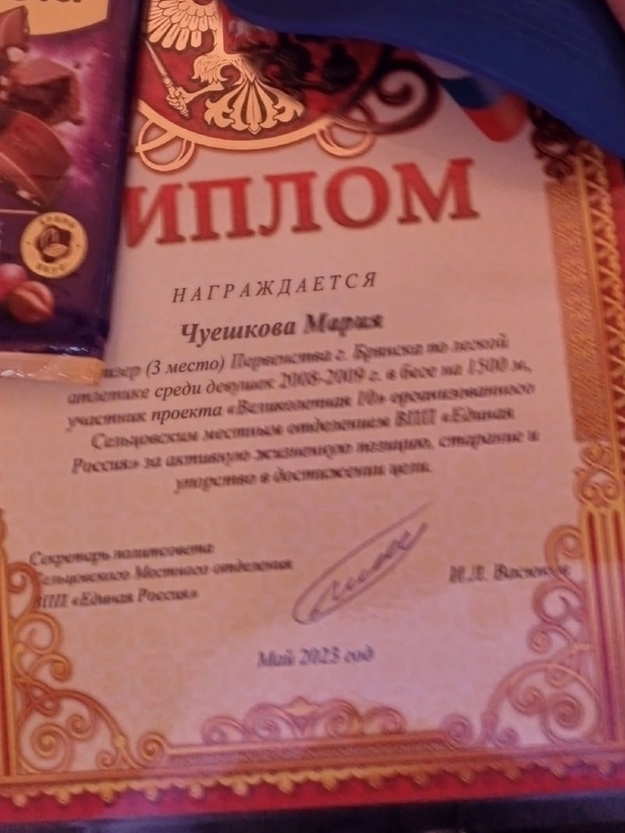 ИПЛОМ
НАГРАЖДАЕТСЯ
Чуешкова Мария
изер (3 место) Первенства г. Брянска по легкой
атлетике среди девушек 2008-2009 г. в беге на 1500 м,
участник проекта «Великолепная 10» организованного
Сельцовским местным отделением ВПП «Единая
Россия» за активную жизненную позицию, старание и
упорство в достижении цели.
Секретарь политсовета
Сельцовского Местного отделения
ВПП «Единая Россия»
И.Л. Васюков
Май 2023 год